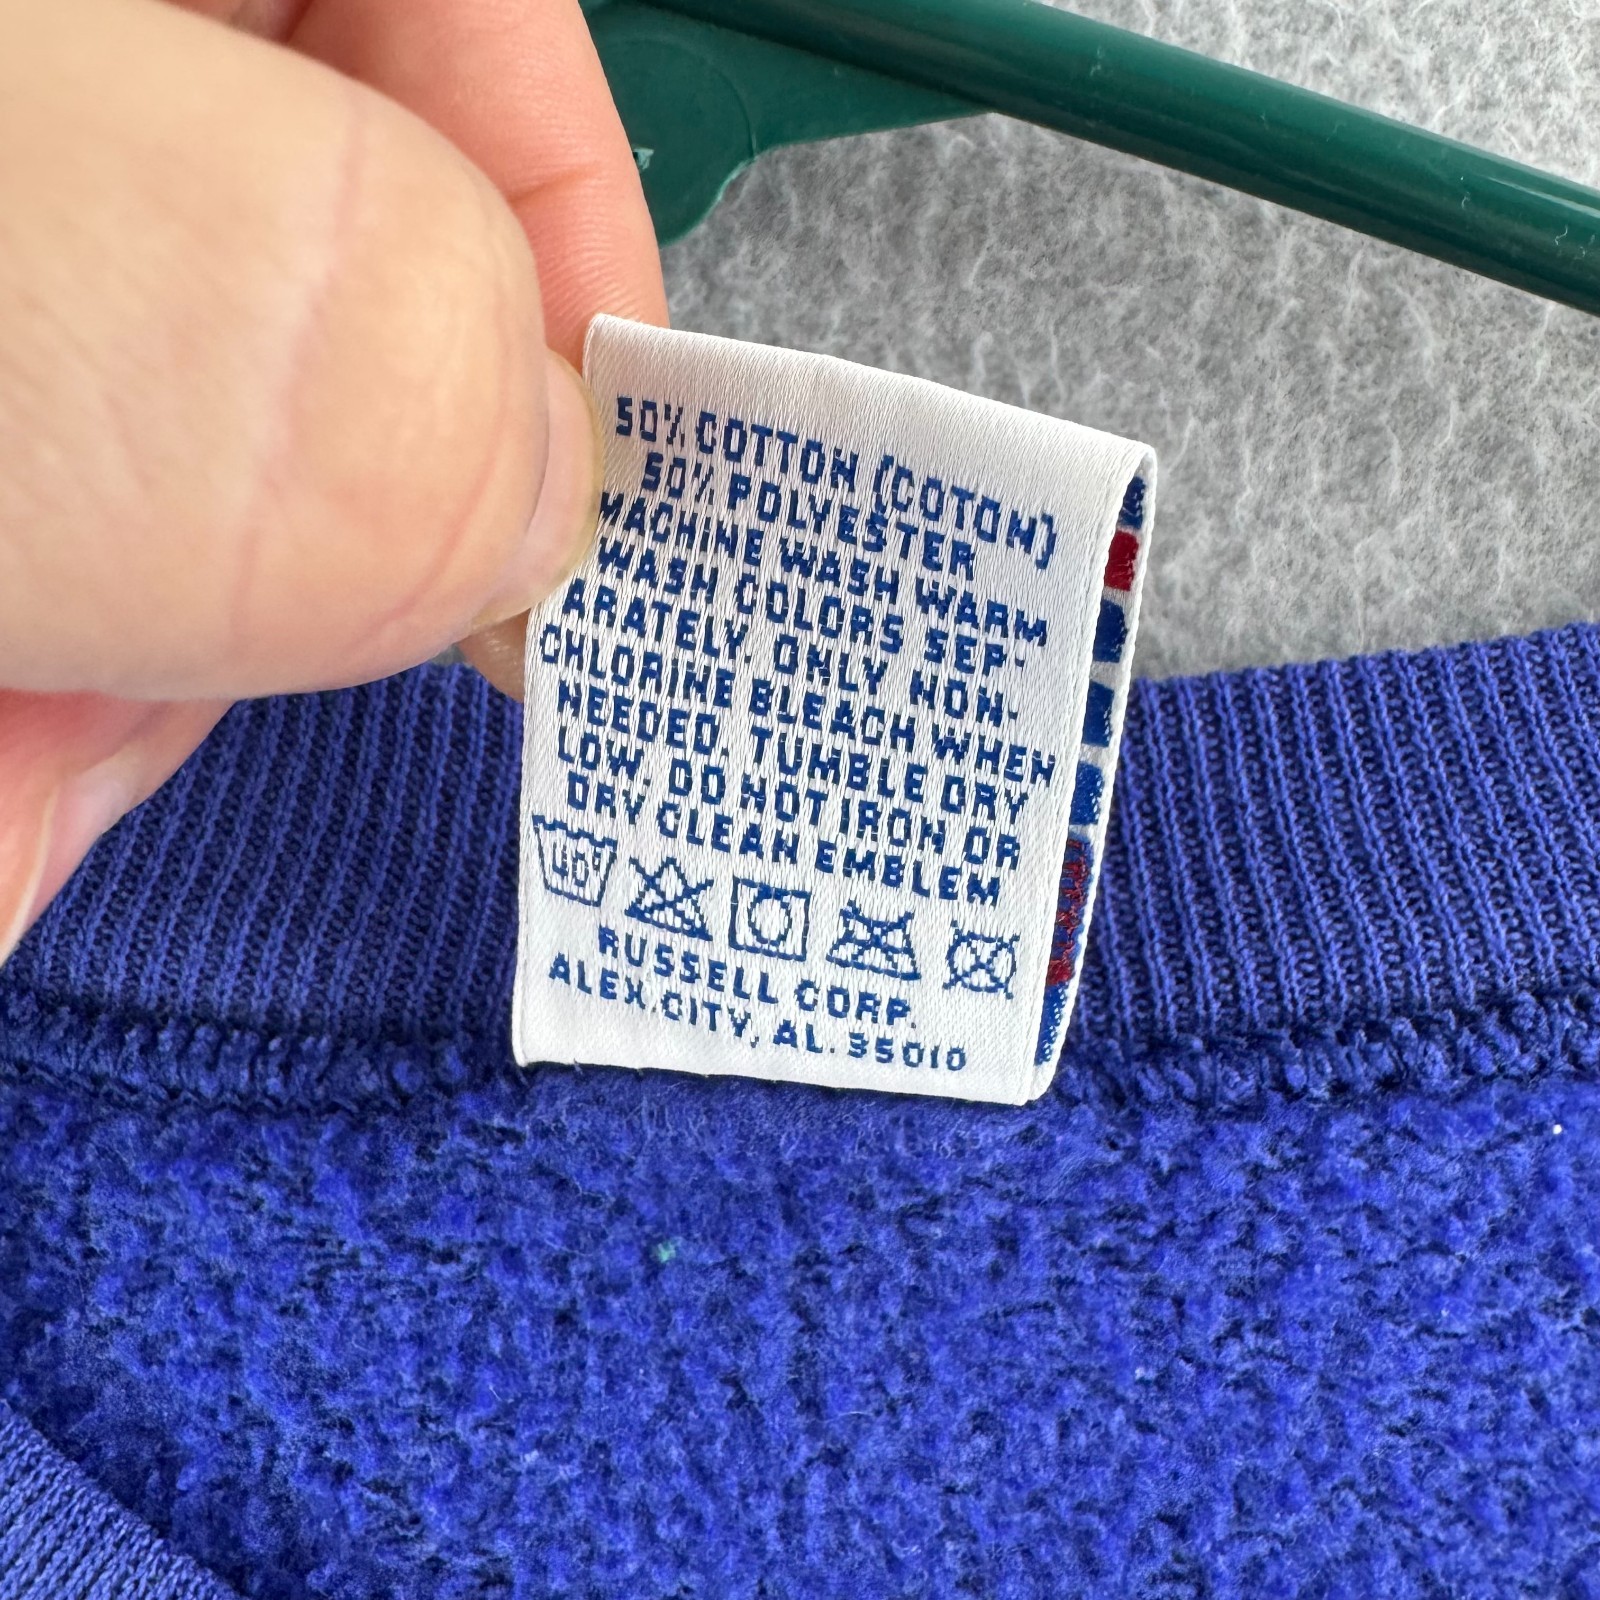 50% COTTON (COTON)
50% POLYESTER
MACHINE WASH WARM
WASH COLORS SEP-
ARATELY. ONLY NON-
CHLORINE BLEACH WHEN
NEEDED. TUMBLE DRY
LOW. DO NOT IRON OR
DRY CLEAN EMBLEM
40°
RUSSELL CORP.
ALEX.CITY, AL. 35010